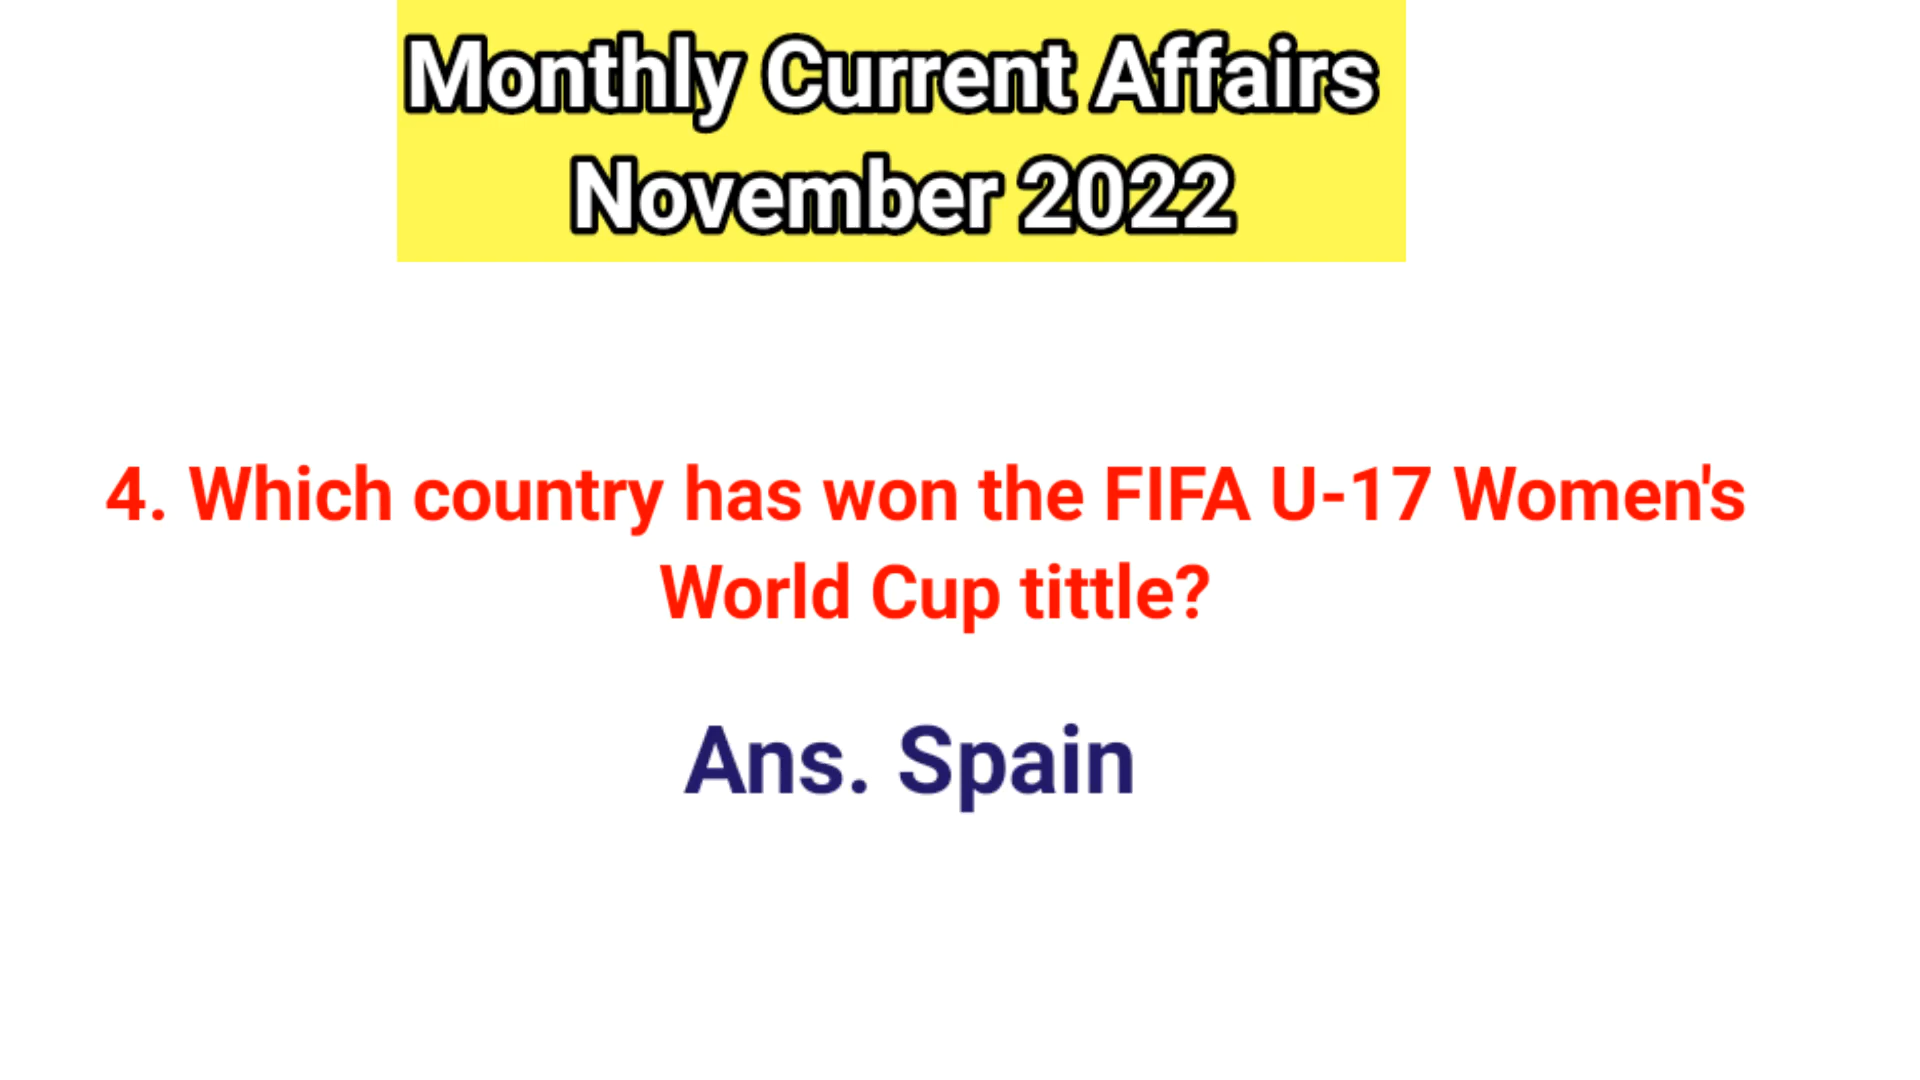 Monthly Current Affairs
November 2022
4. Which country has won the FIFA U-17 Women's
World Cup tittle?
Ans. Spain